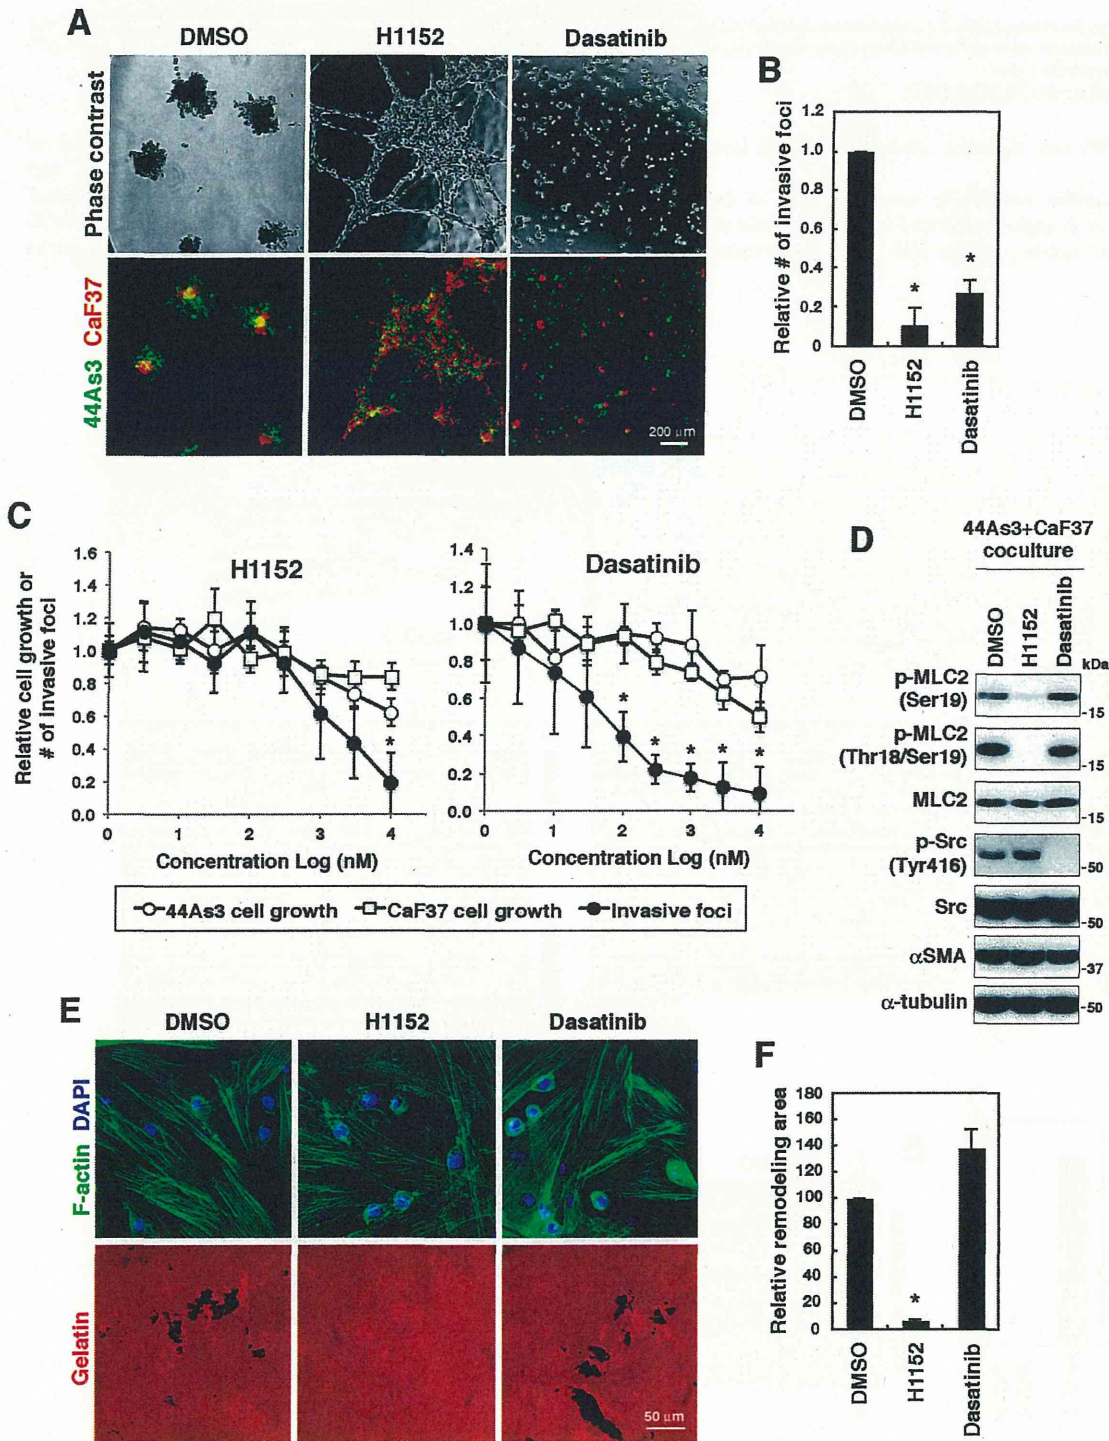 A
DMSO
H1152
Dasatinib
Phase contrast
44As3 CaF37
200 μm
B
Relative # of invasive foci
1.2
1.0
0.8
0.6
0.4
0.2
0
*
*
DMSO
H1152
Dasatinib
C
Relative cell growth or
# of invasive foci
H1152
1.6
1.4
1.2
1.0
0.8
0.6
0.4
0.2
0.0
*
0 1 2 3 4
Concentration Log (nM)
Dasatinib
1.4
1.2
1.0
0.8
0.6
0.4
0.2
0.0
* * * * *
0 1 2 3 4
Concentration Log (nM)
44As3 cell growth CaF37 cell growth Invasive foci
D
44As3+CaF37
coculture
DMSO
H1152
Dasatinib
kDa
p-MLC2
(Ser19)
-15
p-MLC2
(Thr18/Ser19)
-15
MLC2
-15
p-Src
(Tyr416)
-50
Src
-50
αSMA
-37
α-tubulin
-50
E
DMSO
H1152
Dasatinib
F-actin DAPI
Gelatin
50 μm
F
Relative remodeling area
180
160
140
120
100
80
60
40
20
0
*
DMSO
H1152
Dasatinib